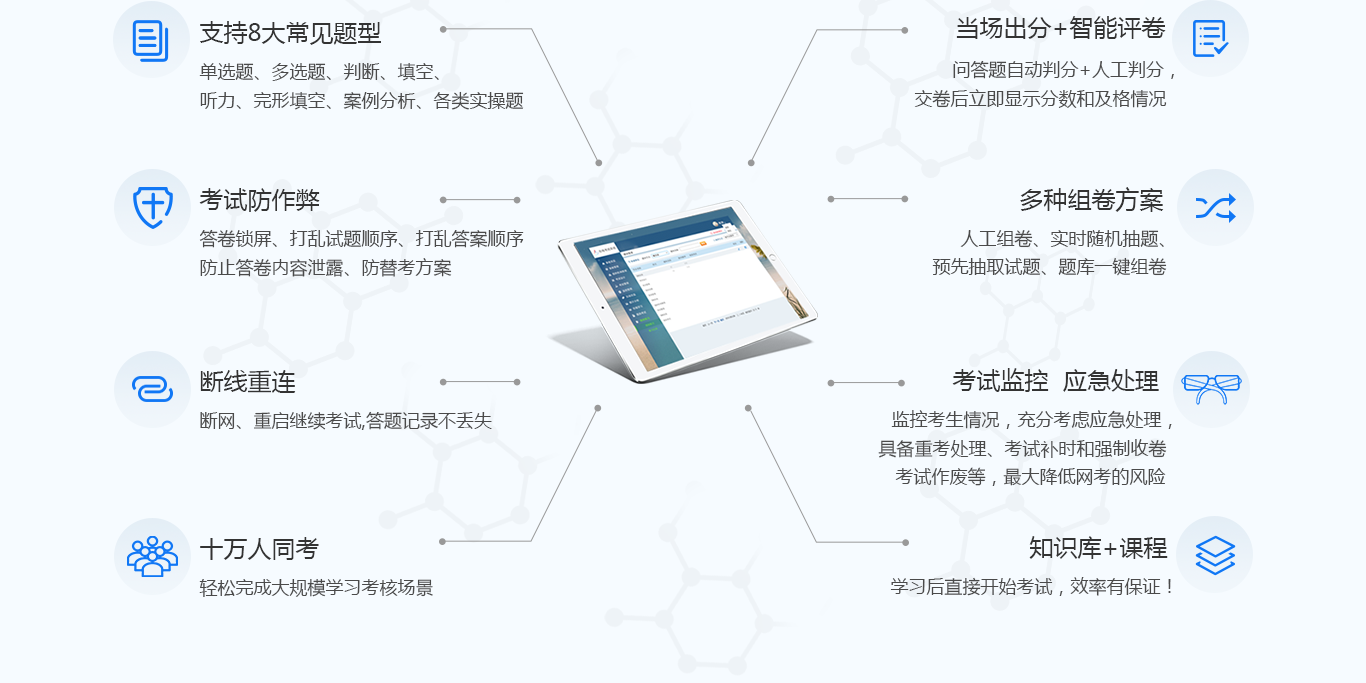 支持8大常见题型
单选题、多选题、判断、填空、
听力、完形填空、案例分析、各类实操题
考试防作弊
答卷锁屏、打乱试题顺序、打乱答案顺序
防止答卷内容泄露、防替考方案
断线重连
断网、重启继续考试,答题记录不丢失
十万人同考
轻松完成大规模学习考核场景
当场出分+智能评卷
问答题自动判分+人工判分，
交卷后立即显示分数和及格情况
多种组卷方案
人工组卷、实时随机抽题、
预先抽取试题、题库一键组卷
考试监控 应急处理
监控考生情况，充分考虑应急处理，
具备重考处理、考试补时和强制收卷
考试作废等，最大降低网考的风险
知识库+课程
学习后直接开始考试，效率有保证！